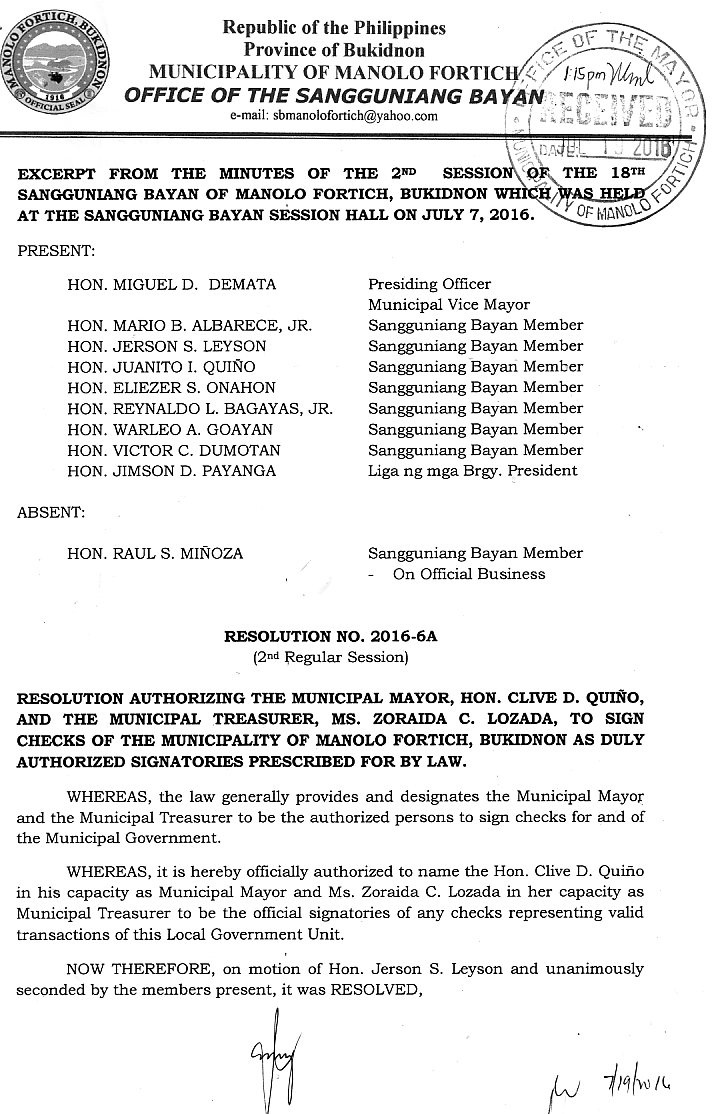 Republic of the Philippines
Province of Bukidnon
MUNICIPALITY OF MANOLO FORTICH
OFFICE OF THE SANGGUNIANG BAYAN
e-mail: sbmanolofortich@yahoo.com
MANOLO FORTICH, BUKIDNON
1916
OFFICIAL SEAL
OFFICE OF THE MAYOR
1:15pm
RECEIVED
DATE 2016
MUNICIPALITY OF MANOLO FORTICH
EXCERPT FROM THE MINUTES OF THE 2ND SESSION OF THE 18TH
SANGGUNIANG BAYAN OF MANOLO FORTICH, BUKIDNON WHICH WAS HELD
AT THE SANGGUNIANG BAYAN SESSION HALL ON JULY 7, 2016.
PRESENT:
HON. MIGUEL D. DEMATA Presiding Officer
Municipal Vice Mayor
HON. MARIO B. ALBARECE, JR. Sangguniang Bayan Member
HON. JERSON S. LEYSON Sangguniang Bayan Member
HON. JUANITO I. QUIÑO Sangguniang Bayan Member
HON. ELIEZER S. ONAHON Sangguniang Bayan Member
HON. REYNALDO L. BAGAYAS, JR. Sangguniang Bayan Member
HON. WARLEO A. GOAYAN Sangguniang Bayan Member
HON. VICTOR C. DUMOTAN Sangguniang Bayan Member
HON. JIMSON D. PAYANGA Liga ng mga Brgy. President
ABSENT:
HON. RAUL S. MIÑOZA Sangguniang Bayan Member
- On Official Business
RESOLUTION NO. 2016-6A
(2nd Regular Session)
RESOLUTION AUTHORIZING THE MUNICIPAL MAYOR, HON. CLIVE D. QUIÑO,
AND THE MUNICIPAL TREASURER, MS. ZORAIDA C. LOZADA, TO SIGN
CHECKS OF THE MUNICIPALITY OF MANOLO FORTICH, BUKIDNON AS DULY
AUTHORIZED SIGNATORIES PRESCRIBED FOR BY LAW.
WHEREAS, the law generally provides and designates the Municipal Mayor
and the Municipal Treasurer to be the authorized persons to sign checks for and of
the Municipal Government.
WHEREAS, it is hereby officially authorized to name the Hon. Clive D. Quiño
in his capacity as Municipal Mayor and Ms. Zoraida C. Lozada in her capacity as
Municipal Treasurer to be the official signatories of any checks representing valid
transactions of this Local Government Unit.
NOW THEREFORE, on motion of Hon. Jerson S. Leyson and unanimously
seconded by the members present, it was RESOLVED,
7/19/2016